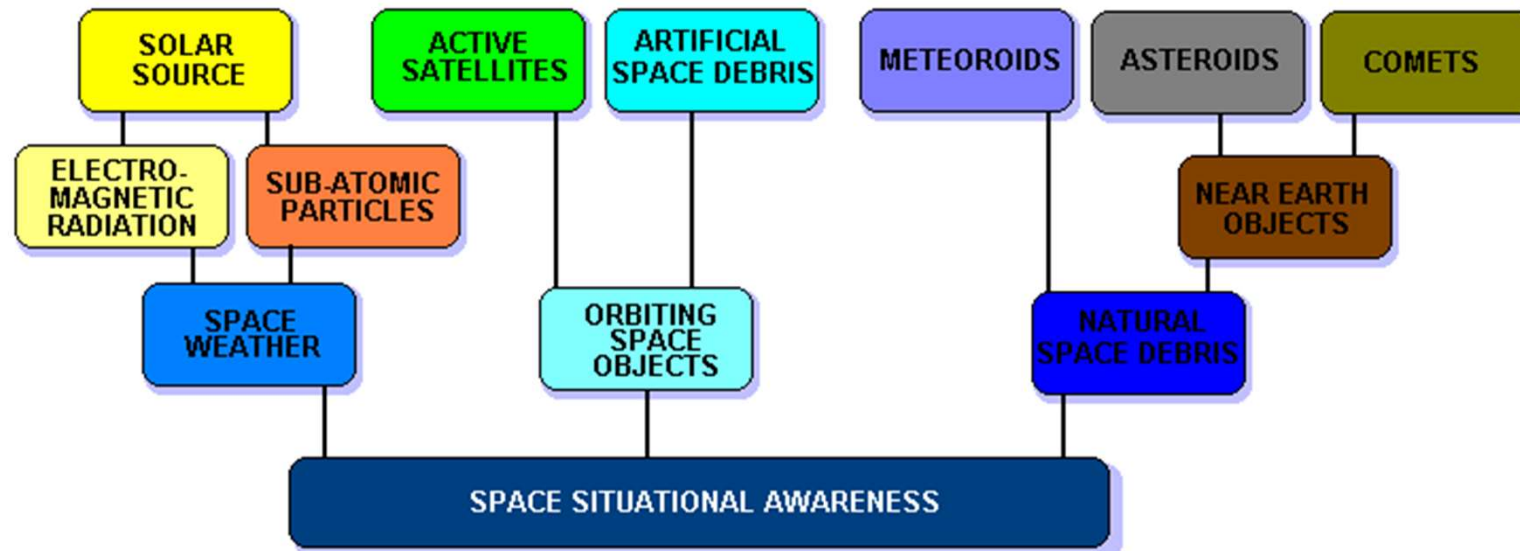 SOLAR
SOURCE
ACTIVE
SATELLITES
ARTIFICIAL
SPACE DEBRIS
METEOROIDS
ASTEROIDS
COMETS
ELECTRO-
MAGNETIC
RADIATION
SUB-ATOMIC
PARTICLES
NEAR EARTH
OBJECTS
SPACE
WEATHER
ORBITING
SPACE
OBJECTS
NATURAL
SPACE DEBRIS
SPACE SITUATIONAL AWARENESS